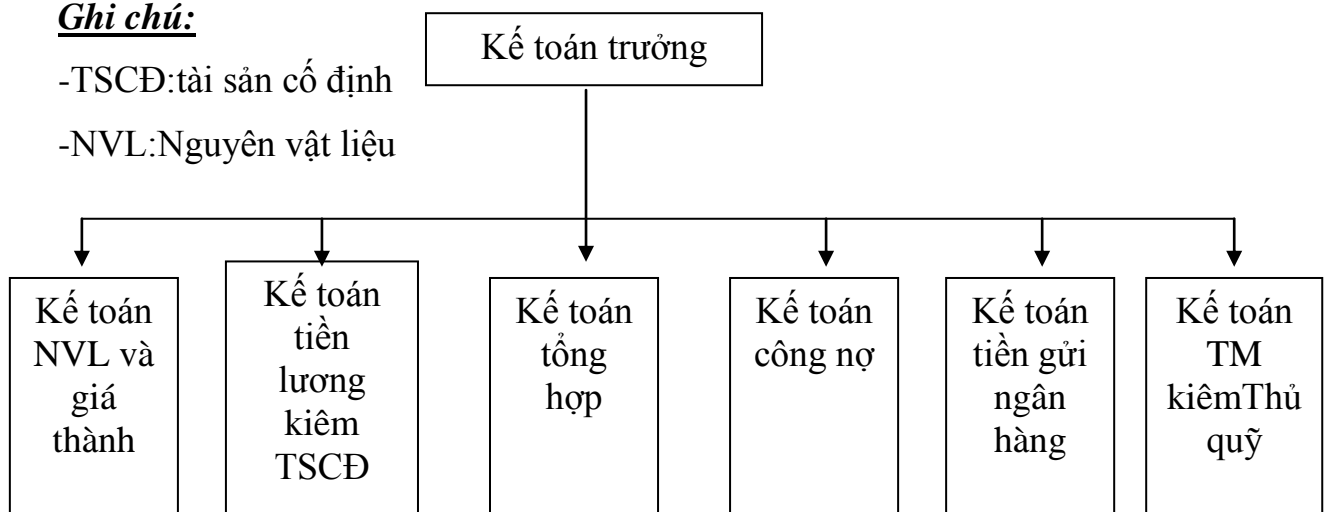 Ghi chú:
-TSCĐ:tài sản cố định
-NVL:Nguyên vật liệu
Kế toán trưởng
Kế toán
NVL và
giá
thành
Kế toán
tiền
lương
kiêm
TSCĐ
Kế toán
tổng
hợp
Kế toán
công nợ
Kế toán
tiền gửi
ngân
hàng
Kế toán
TM
kiêmThủ
quỹ